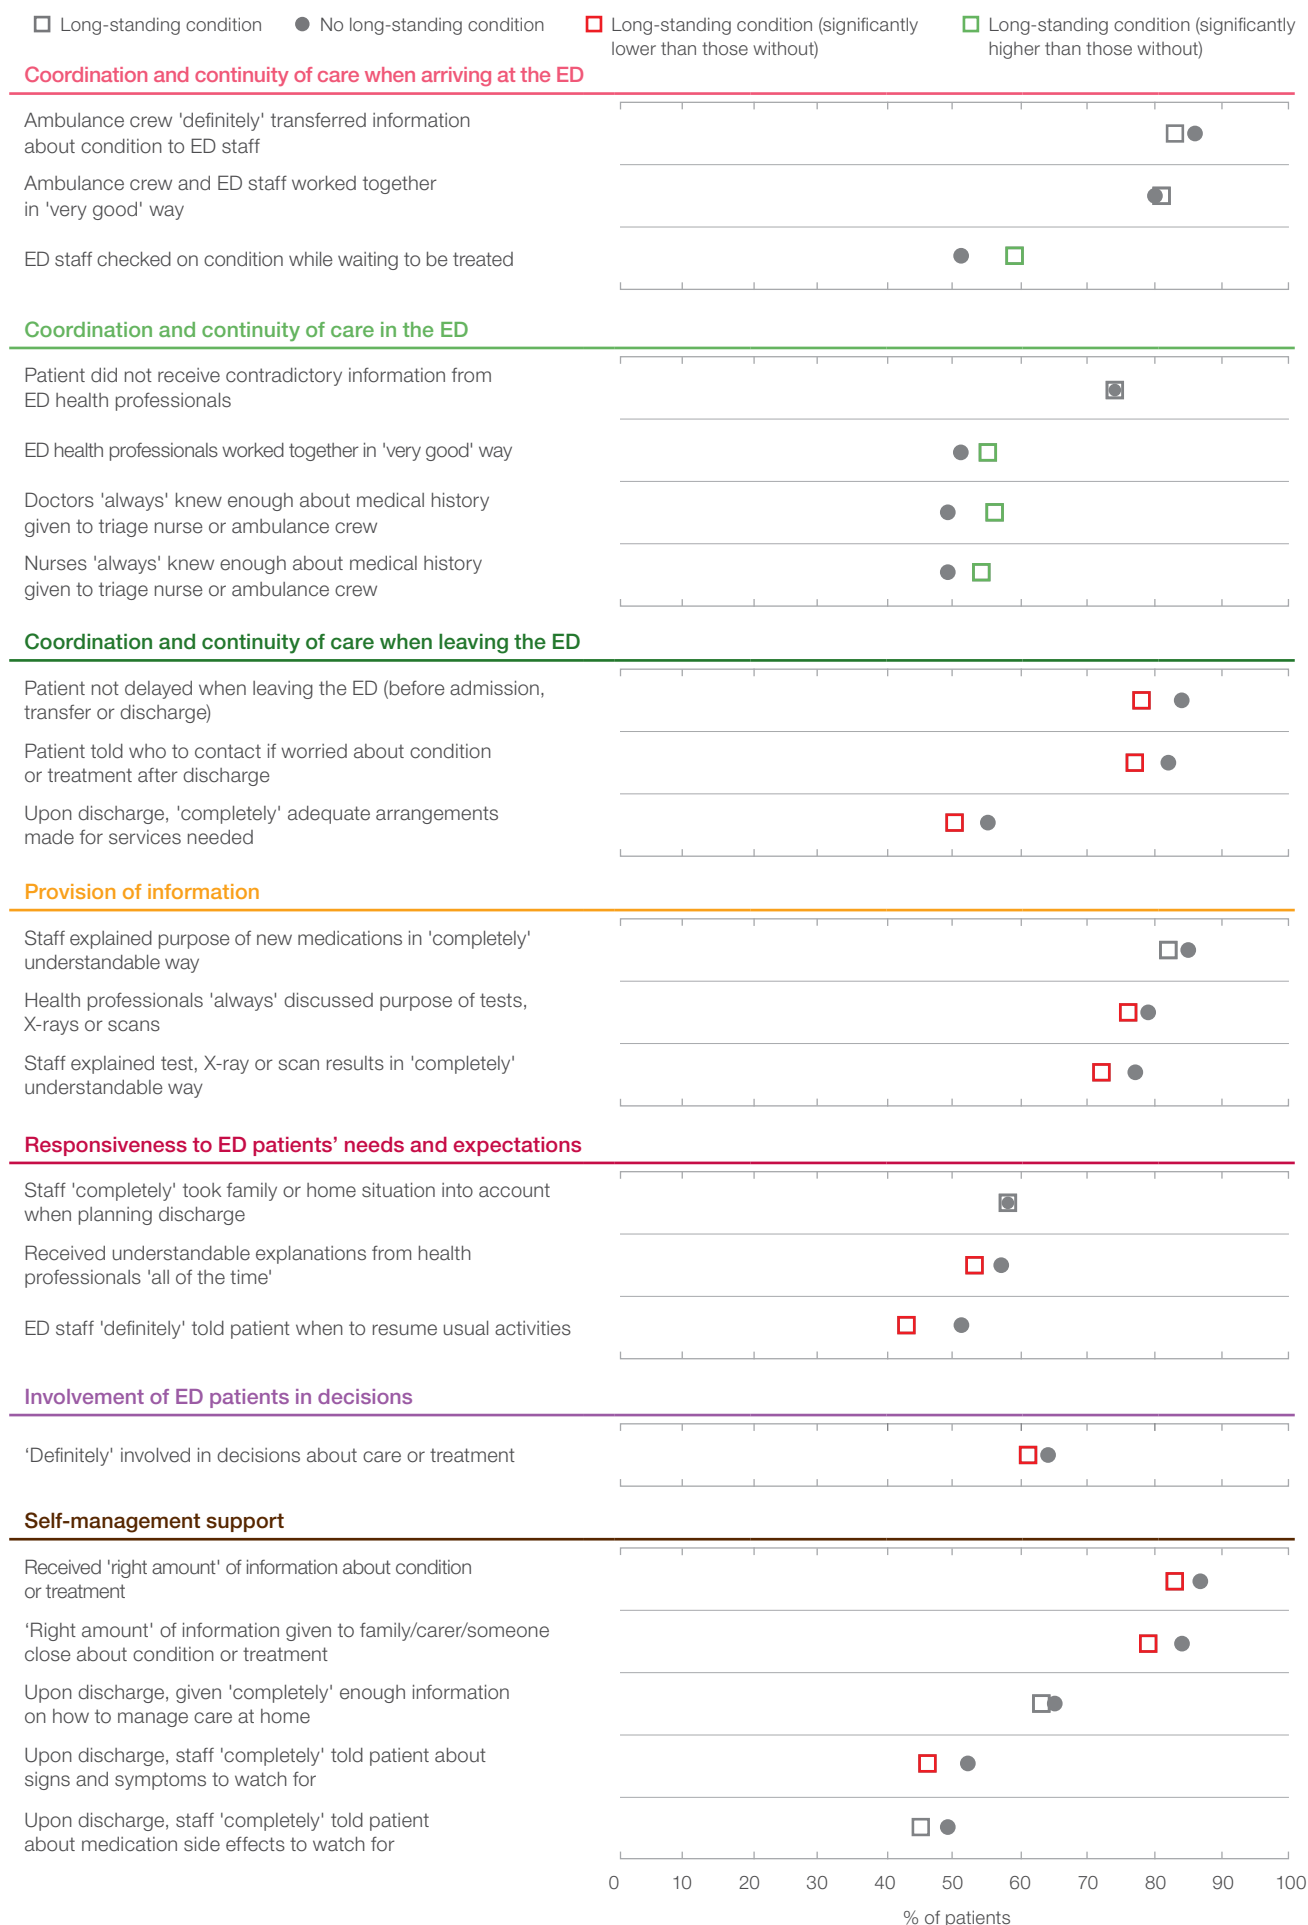 Long-standing condition
No long-standing condition
Long-standing condition (significantly
lower than those without)
Long-standing condition (significantly
higher than those without)
Coordination and continuity of care when arriving at the ED
Ambulance crew 'definitely' transferred information
about condition to ED staff
Ambulance crew and ED staff worked together
in 'very good' way
ED staff checked on condition while waiting to be treated
Coordination and continuity of care in the ED
Patient did not receive contradictory information from
ED health professionals
ED health professionals worked together in 'very good' way
Doctors 'always' knew enough about medical history
given to triage nurse or ambulance crew
Nurses 'always' knew enough about medical history
given to triage nurse or ambulance crew
Coordination and continuity of care when leaving the ED
Patient not delayed when leaving the ED (before admission,
transfer or discharge)
Patient told who to contact if worried about condition
or treatment after discharge
Upon discharge, 'completely' adequate arrangements
made for services needed
Provision of information
Staff explained purpose of new medications in 'completely'
understandable way
Health professionals 'always' discussed purpose of tests,
X-rays or scans
Staff explained test, X-ray or scan results in 'completely'
understandable way
Responsiveness to ED patients’ needs and expectations
Staff 'completely' took family or home situation into account
when planning discharge
Received understandable explanations from health
professionals 'all of the time'
ED staff 'definitely' told patient when to resume usual activities
Involvement of ED patients in decisions
‘Definitely' involved in decisions about care or treatment
Self-management support
Received 'right amount' of information about condition
or treatment
‘Right amount' of information given to family/carer/someone
close about condition or treatment
Upon discharge, given 'completely' enough information
on how to manage care at home
Upon discharge, staff 'completely' told patient about
signs and symptoms to watch for
Upon discharge, staff 'completely' told patient
about medication side effects to watch for
0 10 20 30 40 50 60 70 80 90 100
% of patients